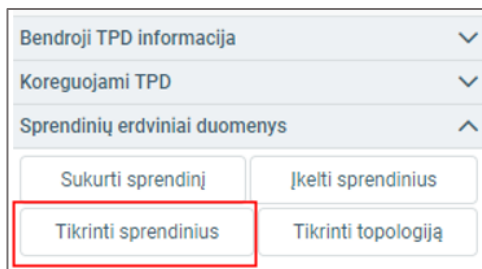 Bendroji TPD informacija
Koreguojami TPD
Sprendinių erdviniai duomenys
Sukurti sprendinį
Įkelti sprendinius
Tikrinti sprendinius
Tikrinti topologiją